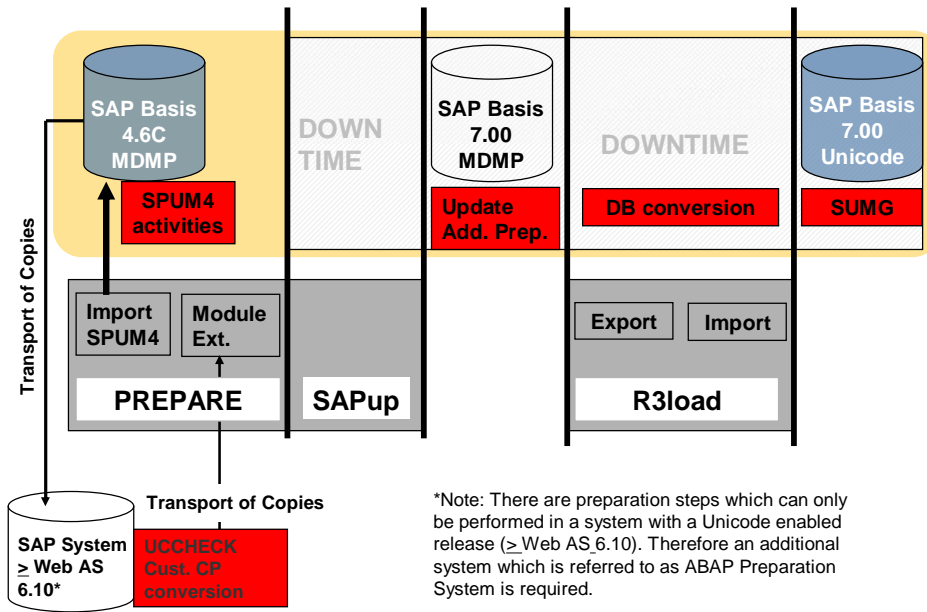 SAP Basis
4.6C
MDMP
SPUM4
activities
DOWN
TIME
SAP Basis
7.00
MDMP
Update
Add. Prep.
DOWNTIME
DB conversion
SAP Basis
7.00
Unicode
SUMG
Transport of Copies
Import
SPUM4
Module
Ext.
PREPARE
SAPup
Export
Import
R3load
Transport of Copies
SAP System
> Web AS
6.10*
UCCHECK
Cust. CP
conversion
*Note: There are preparation steps which can only
be performed in a system with a Unicode enabled
release (> Web AS 6.10). Therefore an additional
system which is referred to as ABAP Preparation
System is required.